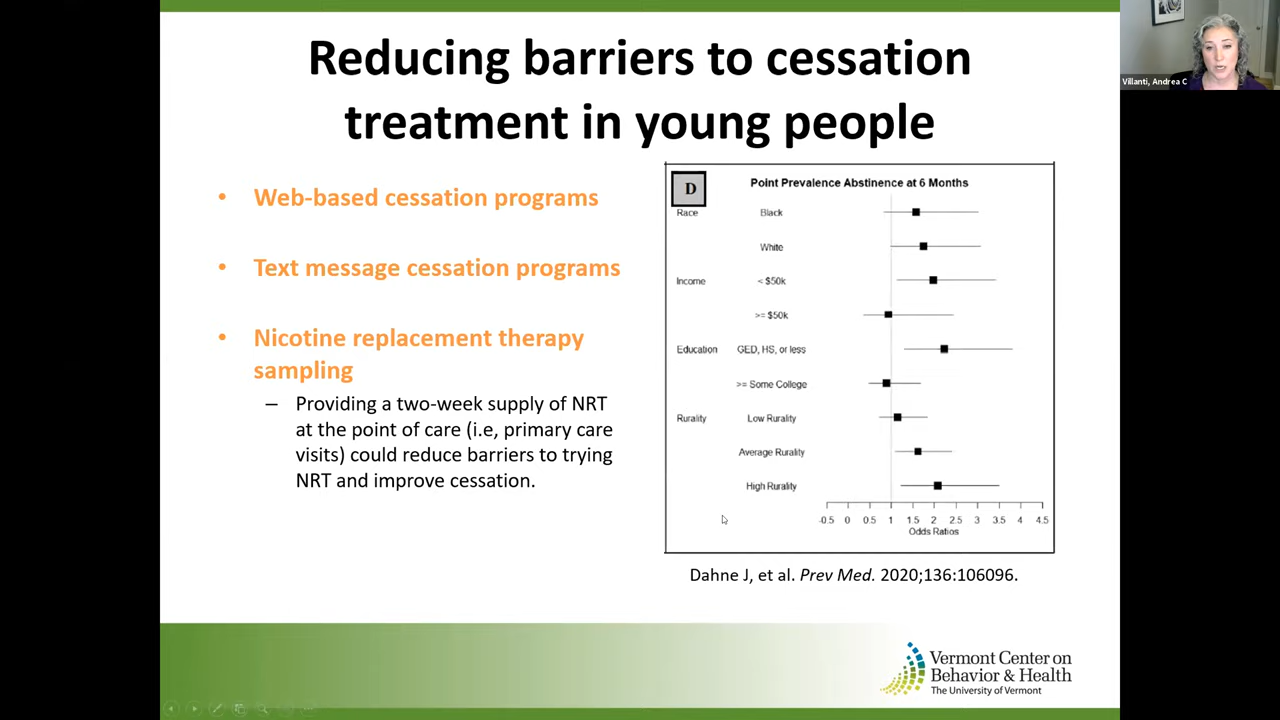 Reducing barriers to cessation
treatment in young people
• Web-based cessation programs
• Text message cessation programs
• Nicotine replacement therapy
sampling
– Providing a two-week supply of NRT
at the point of care (i.e, primary care
visits) could reduce barriers to trying
NRT and improve cessation.
D
Point Prevalence Abstinence at 6 Months
Race Black
White
Income < $50k
>= $50k
Education GED, HS, or less
>= Some College
Rurality Low Rurality
Average Rurality
High Rurality
-0.5 0 0.5 1 1.5 2 2.5 3 3.5 4 4.5
Odds Ratios
Dahne J, et al. Prev Med. 2020;136:106096.
Vermont Center on
Behavior & Health
The University of Vermont
Villanti, Andrea C